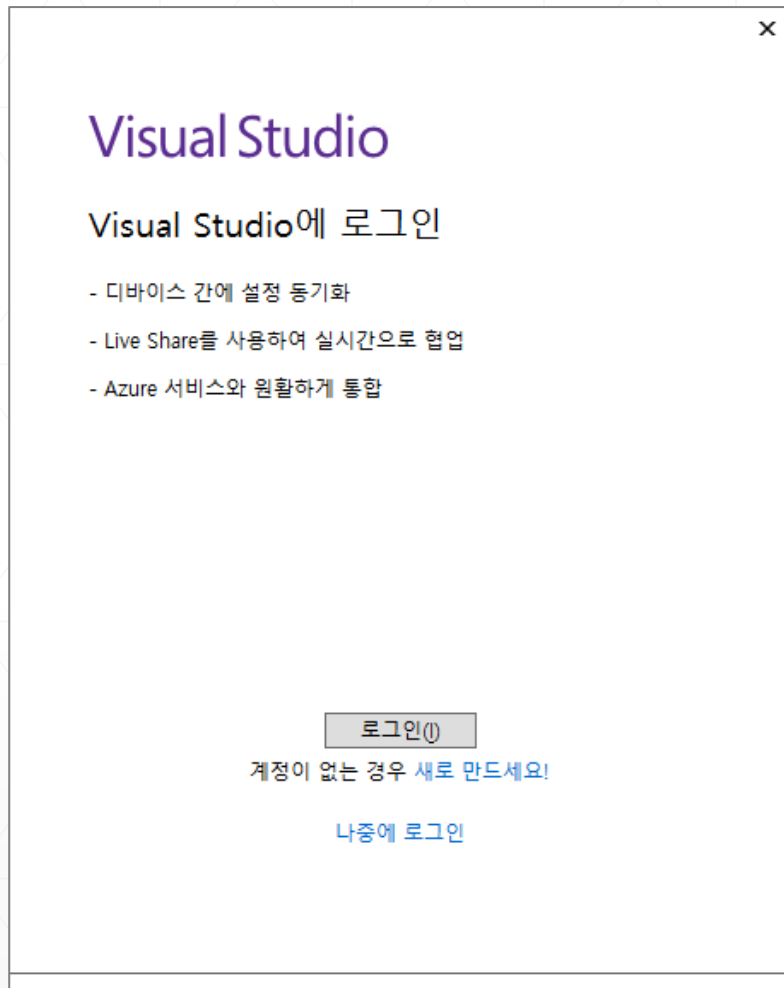 Visual Studio
Visual Studio에 로그인
- 디바이스 간에 설정 동기화
- Live Share를 사용하여 실시간으로 협업
- Azure 서비스와 원활하게 통합
로그인(I)
계정이 없는 경우 새로 만드세요!
나중에 로그인